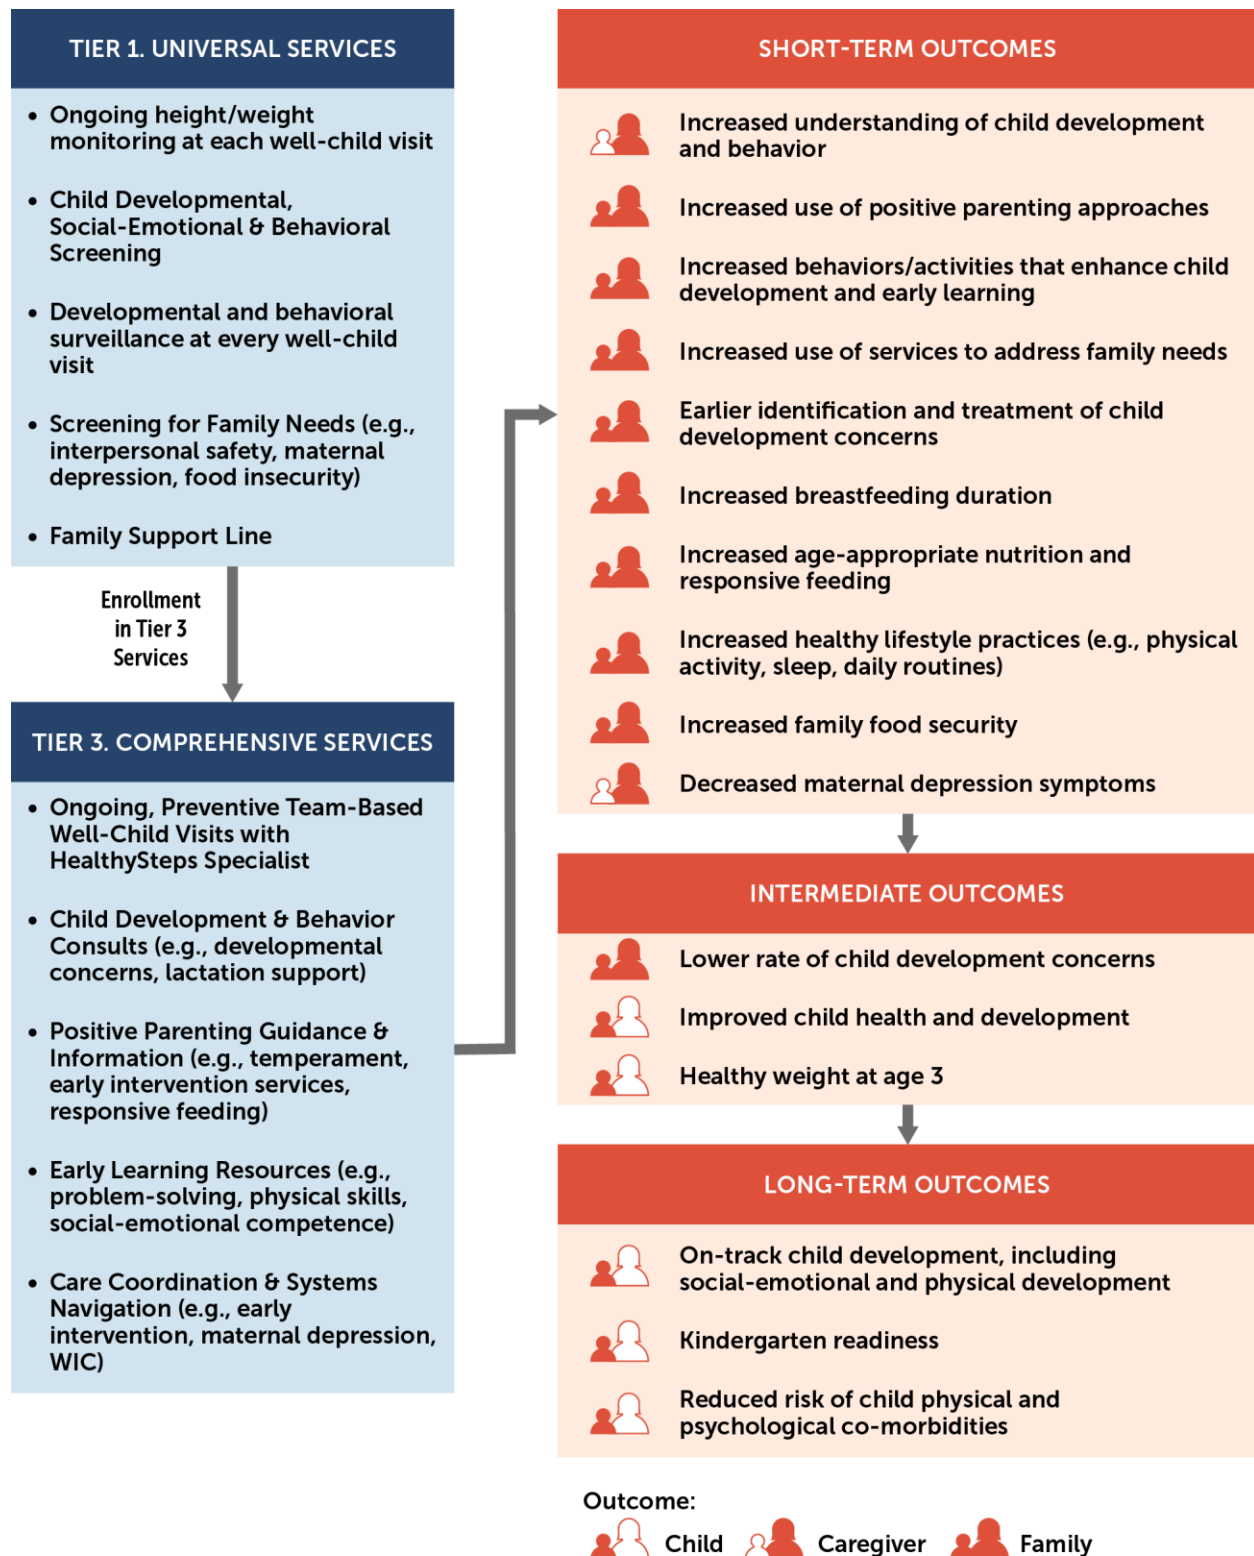 TIER 1. UNIVERSAL SERVICES
• Ongoing height/weight
monitoring at each well-child visit
• Child Developmental,
Social-Emotional & Behavioral
Screening
• Developmental and behavioral
surveillance at every well-child
visit
• Screening for Family Needs (e.g.,
interpersonal safety, maternal
depression, food insecurity)
• Family Support Line
Enrollment
in Tier 3
Services
TIER 3. COMPREHENSIVE SERVICES
• Ongoing, Preventive Team-Based
Well-Child Visits with
HealthySteps Specialist
• Child Development & Behavior
Consults (e.g., developmental
concerns, lactation support)
• Positive Parenting Guidance &
Information (e.g., temperament,
early intervention services,
responsive feeding)
• Early Learning Resources (e.g.,
problem-solving, physical skills,
social-emotional competence)
• Care Coordination & Systems
Navigation (e.g., early
intervention, maternal depression,
WIC)
SHORT-TERM OUTCOMES
Increased understanding of child development
and behavior
Increased use of positive parenting approaches
Increased behaviors/activities that enhance child
development and early learning
Increased use of services to address family needs
Earlier identification and treatment of child
development concerns
Increased breastfeeding duration
Increased age-appropriate nutrition and
responsive feeding
Increased healthy lifestyle practices (e.g., physical
activity, sleep, daily routines)
Increased family food security
Decreased maternal depression symptoms
INTERMEDIATE OUTCOMES
Lower rate of child development concerns
Improved child health and development
Healthy weight at age 3
LONG-TERM OUTCOMES
On-track child development, including
social-emotional and physical development
Kindergarten readiness
Reduced risk of child physical and
psychological co-morbidities
Outcome:
Child Caregiver Family